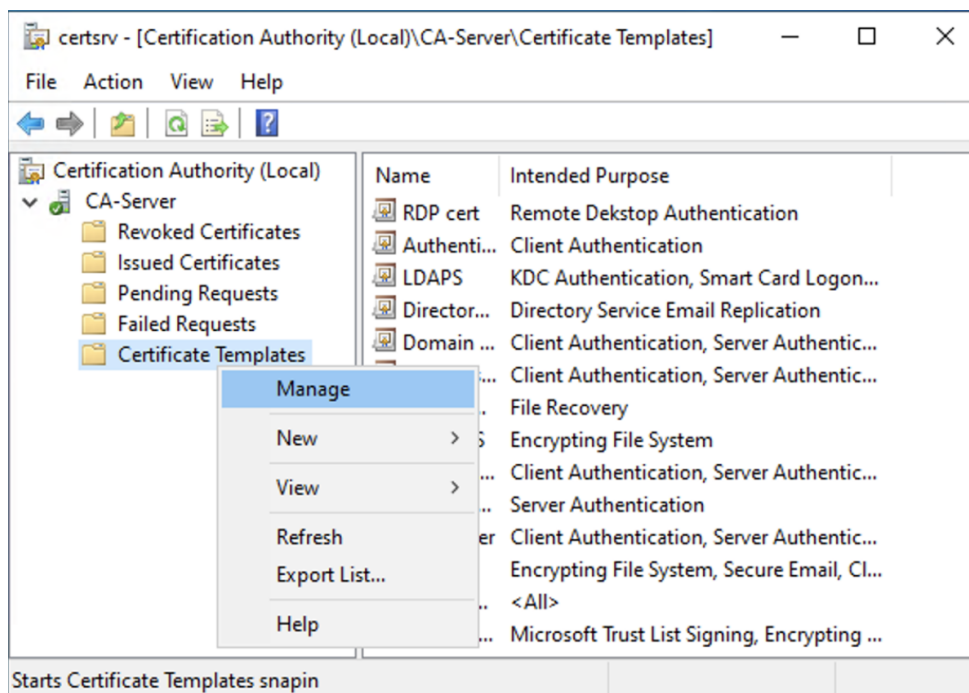 certsrv - [Certification Authority (Local)\CA-Server\Certificate Templates]
File Action View Help
Certification Authority (Local)
CA-Server
Revoked Certificates
Issued Certificates
Pending Requests
Failed Requests
Certificate Templates
Manage
New
View
Refresh
Export List...
Help
Name Intended Purpose
RDP cert Remote Dekstop Authentication
Authenti... Client Authentication
LDAPS KDC Authentication, Smart Card Logon...
Director... Directory Service Email Replication
Domain ... Client Authentication, Server Authentic...
... Client Authentication, Server Authentic...
. File Recovery
S Encrypting File System
... Client Authentication, Server Authentic...
.. Server Authentication
er Client Authentication, Server Authentic...
Encrypting File System, Secure Email, Cl...
.. <All>
... Microsoft Trust List Signing, Encrypting ...
Starts Certificate Templates snapin